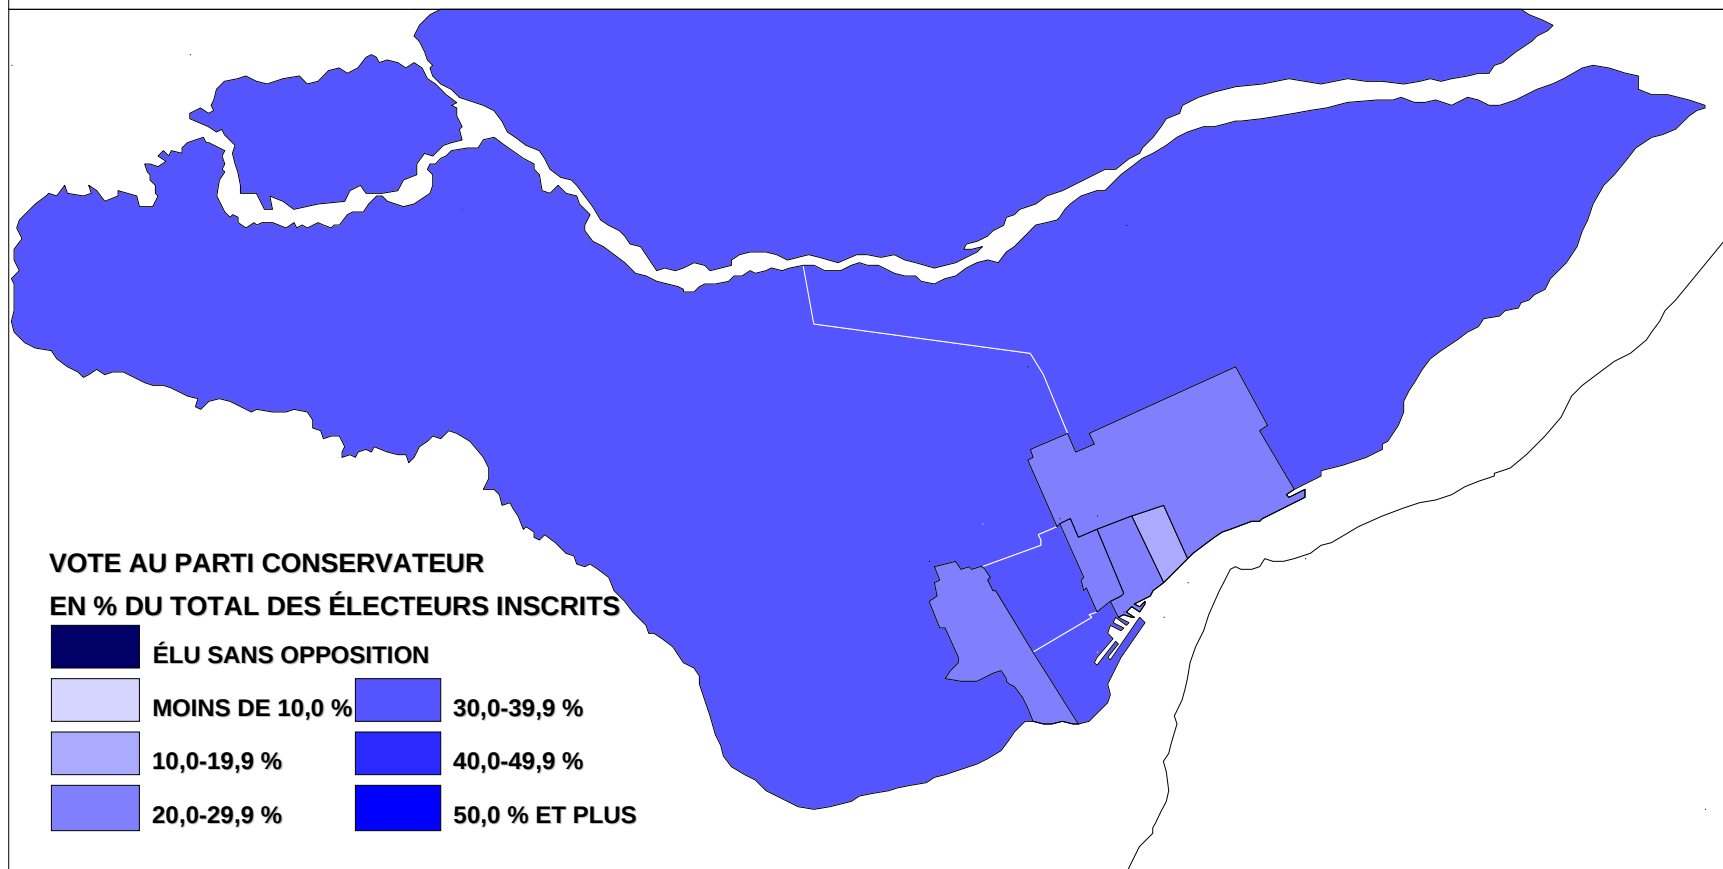 VOTE AU PARTI CONSERVATEUR
EN % DU TOTAL DES ÉLECTEURS INSCRITS
ÉLU SANS OPPOSITION
MOINS DE 10,0 %
30,0-39,9 %
10,0-19,9 %
40,0-49,9 %
20,0-29,9 %
50,0 % ET PLUS